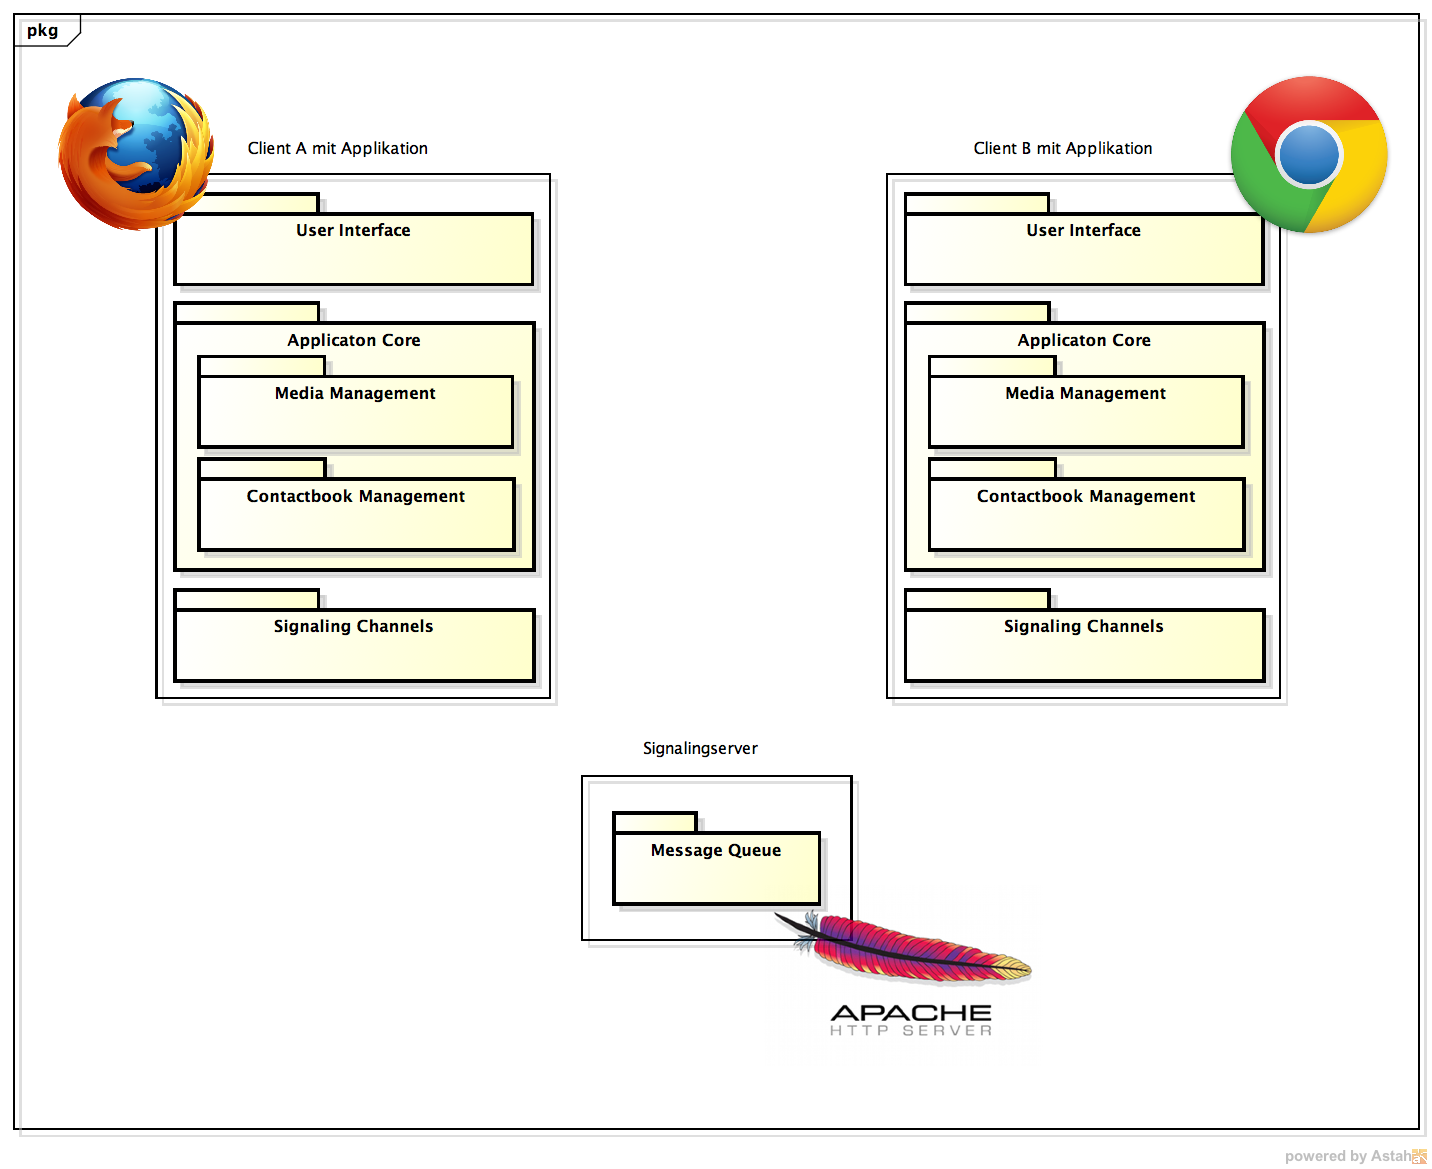 pkg
Client A mit Applikation
User Interface
Applicaton Core
Media Management
Contactbook Management
Signaling Channels
Client B mit Applikation
User Interface
Applicaton Core
Media Management
Contactbook Management
Signaling Channels
Signalingserver
Message Queue
APACHE
HTTP SERVER
powered by Astah